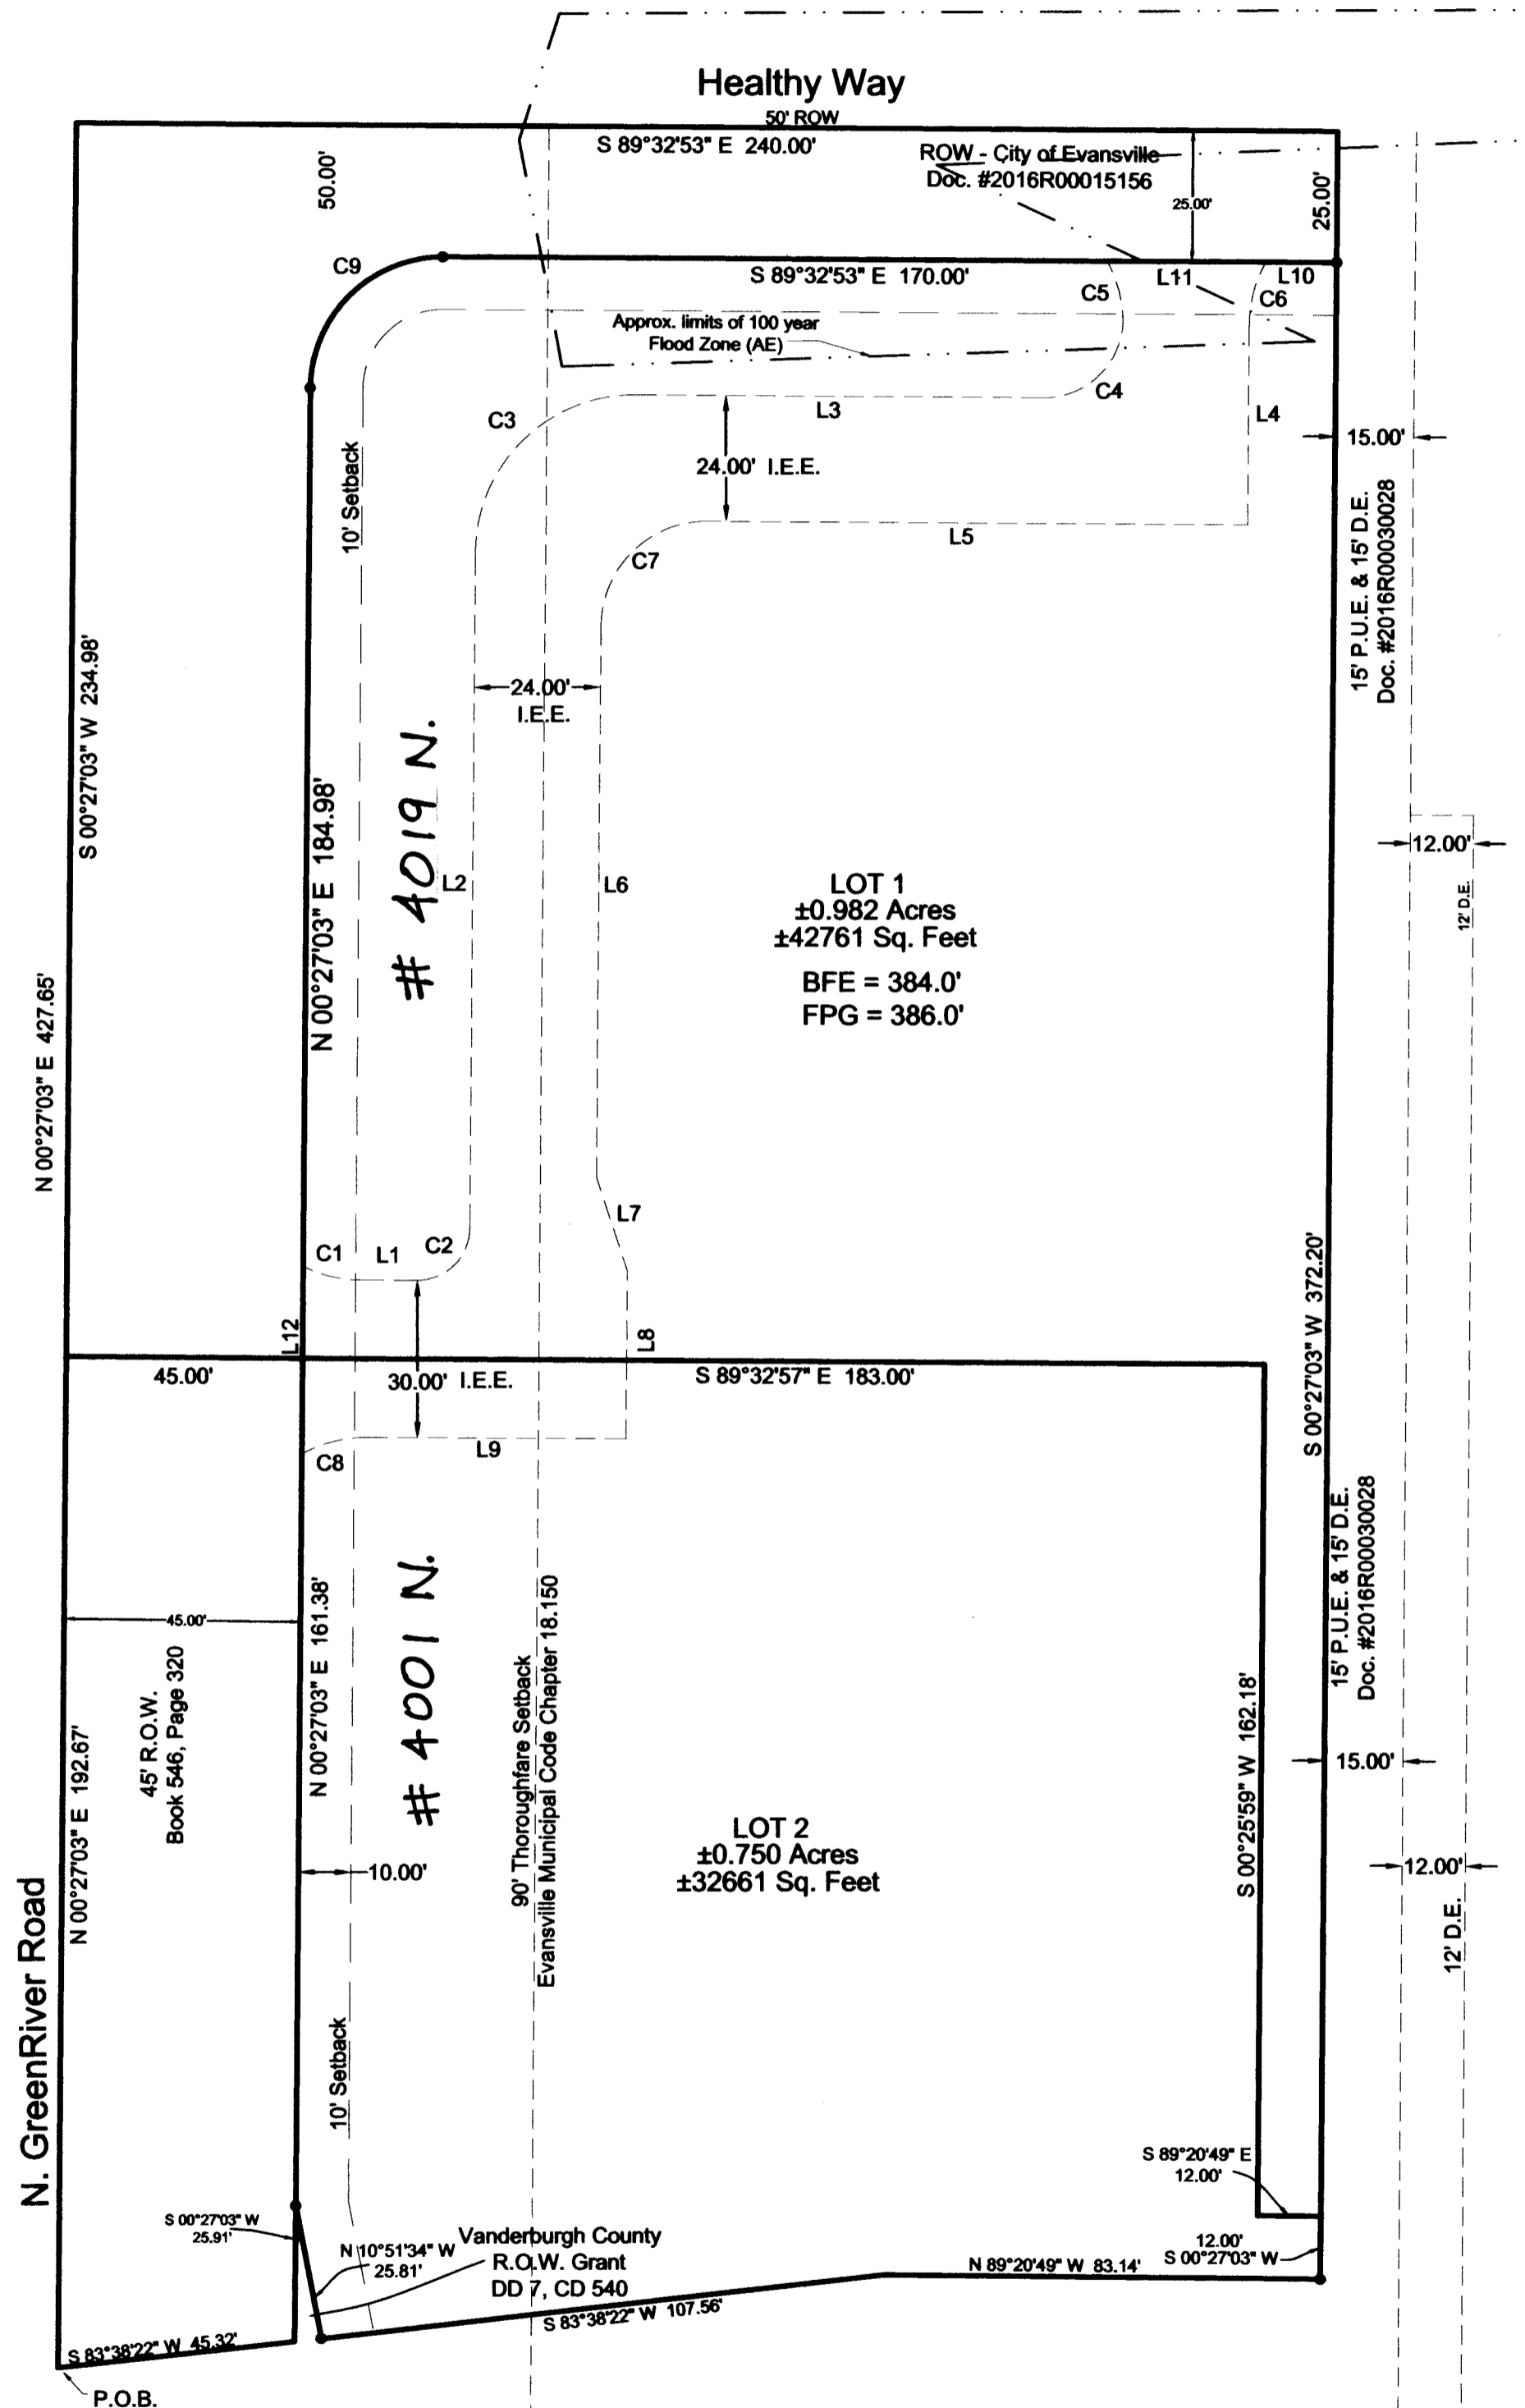 Healthy Way
50' ROW
S 89°32'53" E 240.00'
ROW - City of Evansville
Doc. #2016R00015156
50.00'
25.00'
25.00'
C9
S 89°32'53" E 170.00'
C5
L11
L10
C6
Approx. limits of 100 year
Flood Zone (AE)
C3
L3
C4
L4
15.00'
10' Setback
24.00' I.E.E.
L5
C7
15' P.U.E. & 15' D.E.
Doc. #2016R00030028
S 00°27'03" W 234.98'
24.00'
I.E.E.
# 4019 N.
N 00°27'03" E 184.98'
L2
L6
LOT 1
±0.982 Acres
±42761 Sq. Feet
BFE = 384.0'
FPG = 386.0'
12.00'
12' D.E.
N 00°27'03" E 427.65'
L7
C1
L1
C2
S 00°27'03" W 372.20'
L12
L8
45.00'
30.00' I.E.E.
S 89°32'57" E 183.00'
C8
L9
15' P.U.E. & 15' D.E.
Doc. #2016R00030028
N 00°27'03" E 161.38'
# 4001 N.
45.00'
45' R.O.W.
Book 546, Page 320
90' Thoroughfare Setback
Evansville Municipal Code Chapter 18.150
S 00°25'59" W 162.18'
15.00'
N 00°27'03" E 192.67'
LOT 2
±0.750 Acres
±32661 Sq. Feet
10.00'
12.00'
12' D.E.
N. GreenRiver Road
10' Setback
S 89°20'49" E
12.00'
S 00°27'03" W
25.91'
N 10°51'34" W
25.81'
Vanderburgh County
R.O.W. Grant
DD 7, CD 540
12.00'
S 00°27'03" W
N 89°20'49" W 83.14'
S 83°38'22" W 107.56'
S 83°38'22" W 45.32'
P.O.B.